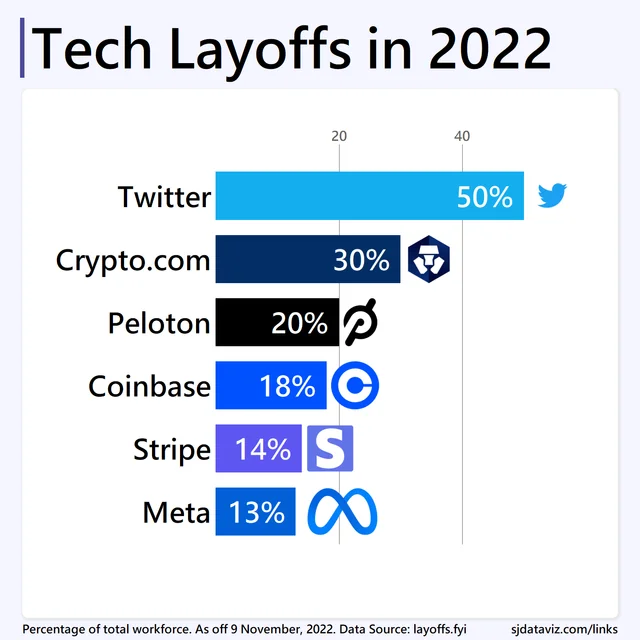 Tech Layoffs in 2022
20 40
Twitter 50%
Crypto.com 30%
Peloton 20%
Coinbase 18%
Stripe 14%
Meta 13%
Percentage of total workforce. As off 9 November, 2022. Data Source: layoffs.fyi sjdataviz.com/links